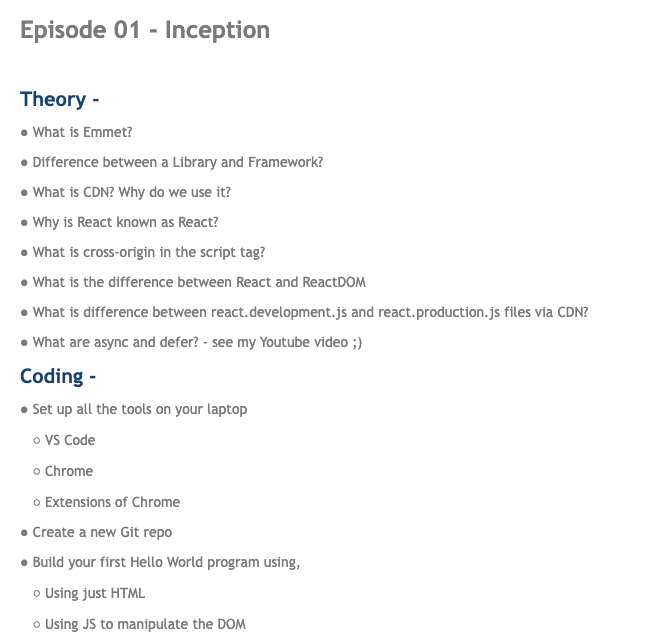 Episode 01 - Inception
Theory -
● What is Emmet?
● Difference between a Library and Framework?
● What is CDN? Why do we use it?
● Why is React known as React?
● What is cross-origin in the script tag?
● What is the difference between React and ReactDOM
● What is difference between react.development.js and react.production.js files via CDN?
● What are async and defer? - see my Youtube video ;)
Coding -
● Set up all the tools on your laptop
○ VS Code
○ Chrome
○ Extensions of Chrome
● Create a new Git repo
● Build your first Hello World program using,
○ Using just HTML
○ Using JS to manipulate the DOM